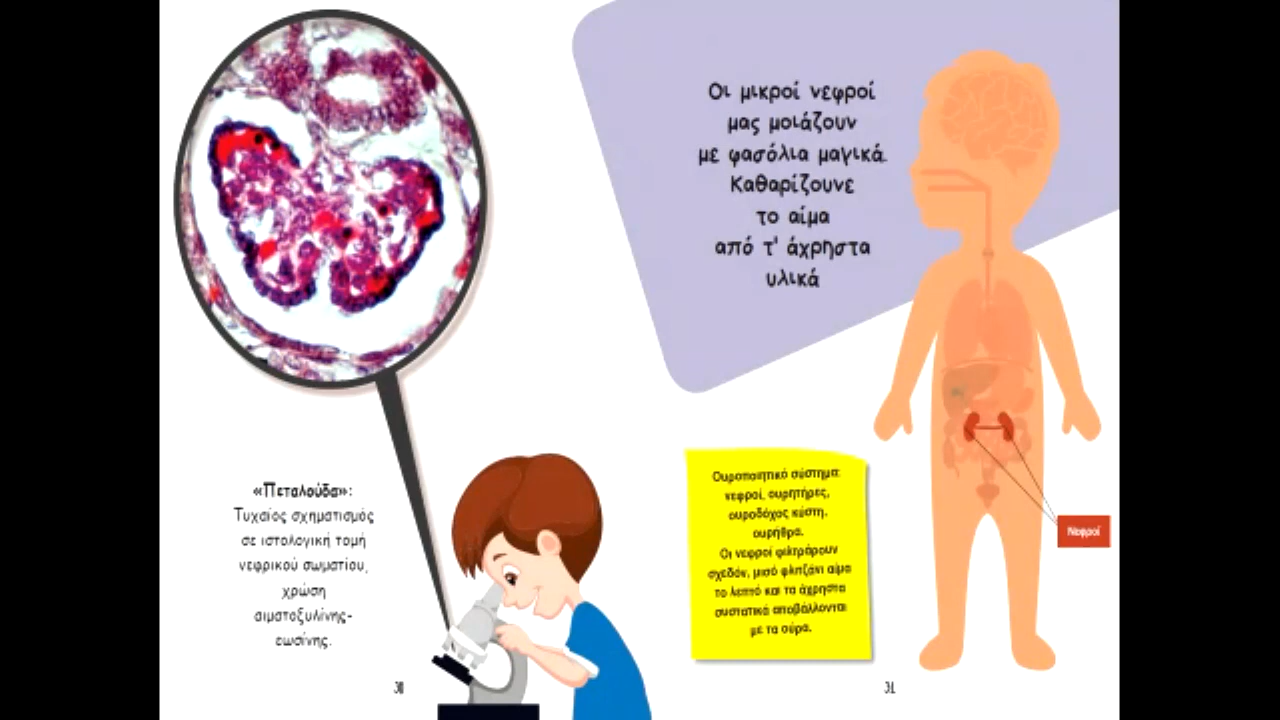 «Πεταλούδα»:
Τυχαίος σχηματισμός
σε ιστολογική τομή
νεφρικού σωματίου,
χρώση
αιματοξυλίνης-
εωσίνης.
30
Οι μικροί νεφροί
μας μοιάζουν
με φασόλια μαγικά.
Καθαρίζουνε
το αίμα
από τ' άχρηστα
υλικά
Ουροποιητικό σύστημα:
νεφροί, ουρητήρες,
ουροδόχος κύστη,
ουρήθρα.
Οι νεφροί φιλτράρουν
σχεδόν, μισό φλιτζάνι αίμα
το λεπτό και τα άχρηστα
συστατικά αποβάλλονται
με τα ούρα.
Νεφροί
31